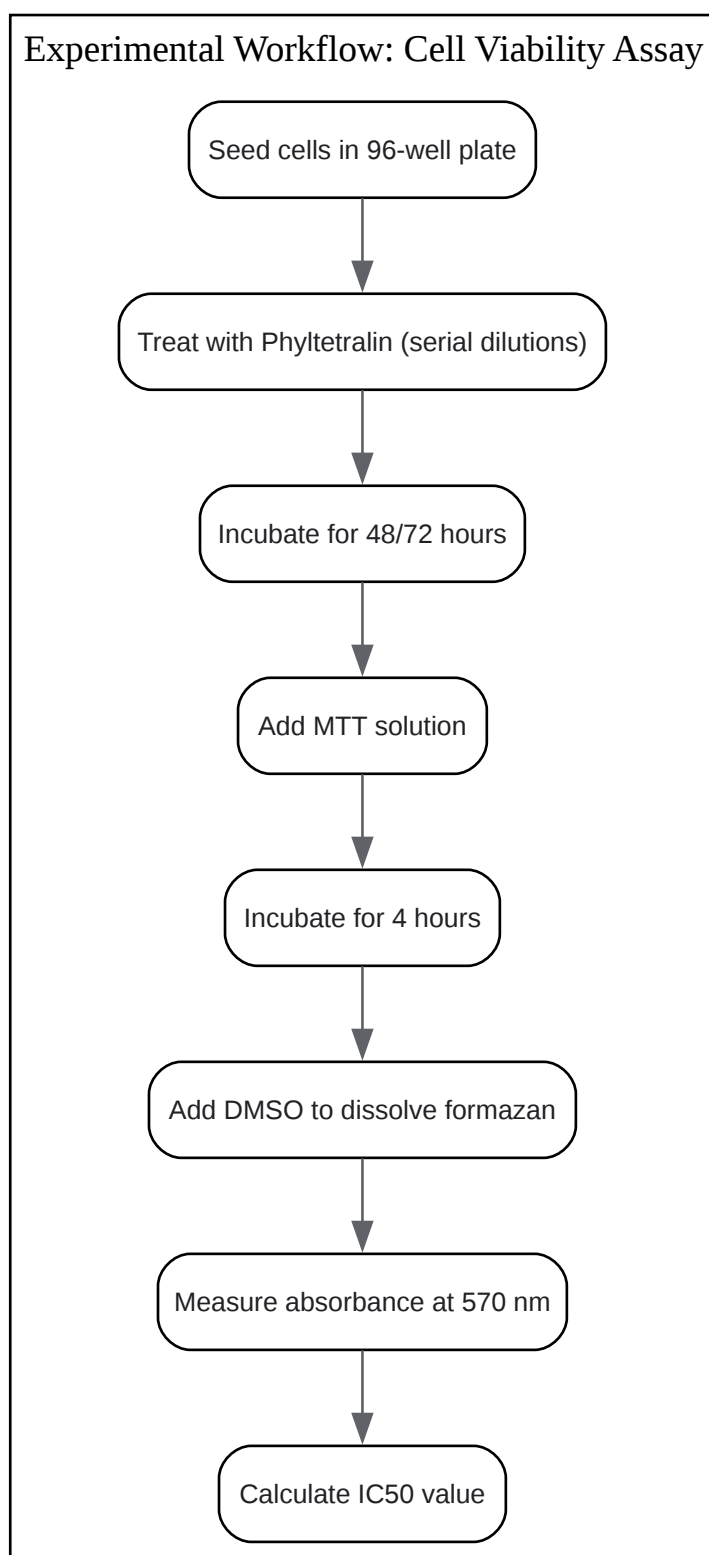 Experimental Workflow: Cell Viability Assay
Seed cells in 96-well plate
Treat with Phyltetralin (serial dilutions)
Incubate for 48/72 hours
Add MTT solution
Incubate for 4 hours
Add DMSO to dissolve formazan
Measure absorbance at 570 nm
Calculate IC50 value